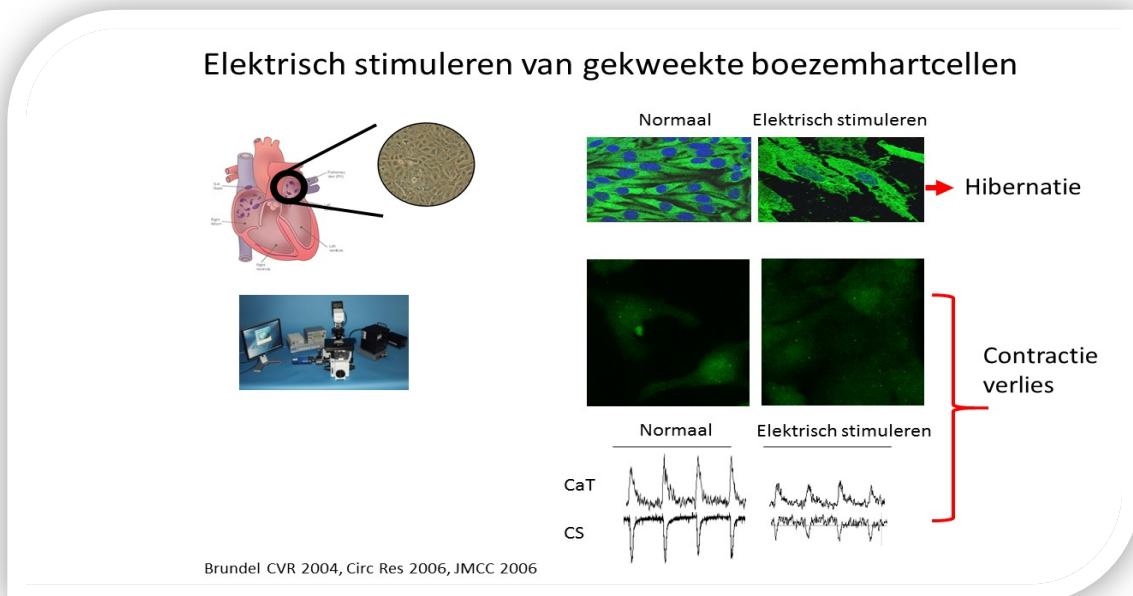 Elektrisch stimuleren van gekweekte boezemhartcellen
Normaal
Elektrisch stimuleren
Hibernatie
Contractie
verlies
Normaal
Elektrisch stimuleren
CaT
CS
Brundel CVR 2004, Circ Res 2006, JMCC 2006